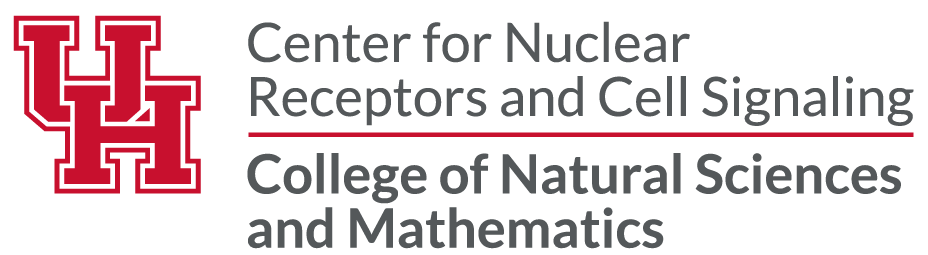 UH
Center for Nuclear
Receptors and Cell Signaling
College of Natural Sciences
and Mathematics